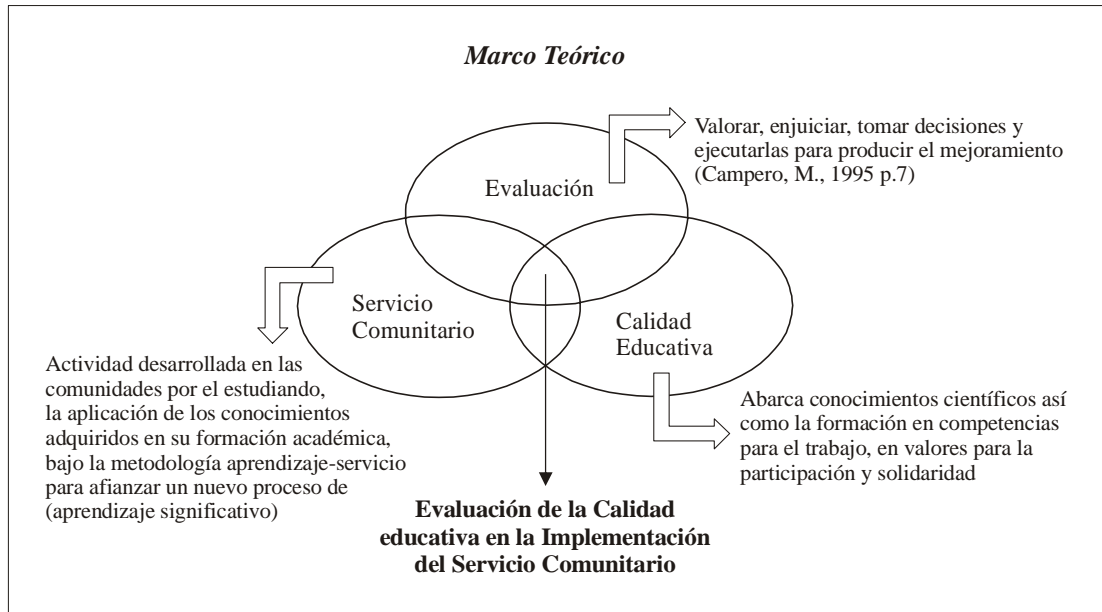 Marco Teórico
Valorar, enjuiciar, tomar decisiones y
ejecutarlas para producir el mejoramiento
(Campero, M., 1995 p.7)
Evaluación
Servicio
Comunitario
Calidad
Educativa
Actividad desarrollada en las
comunidades por el estudiando,
la aplicación de los conocimientos
adquiridos en su formación académica,
bajo la metodología aprendizaje-servicio
para afianzar un nuevo proceso de
(aprendizaje significativo)
Abarca conocimientos científicos así
como la formación en competencias
para el trabajo, en valores para la
participación y solidaridad
Evaluación de la Calidad
educativa en la Implementación
del Servicio Comunitario